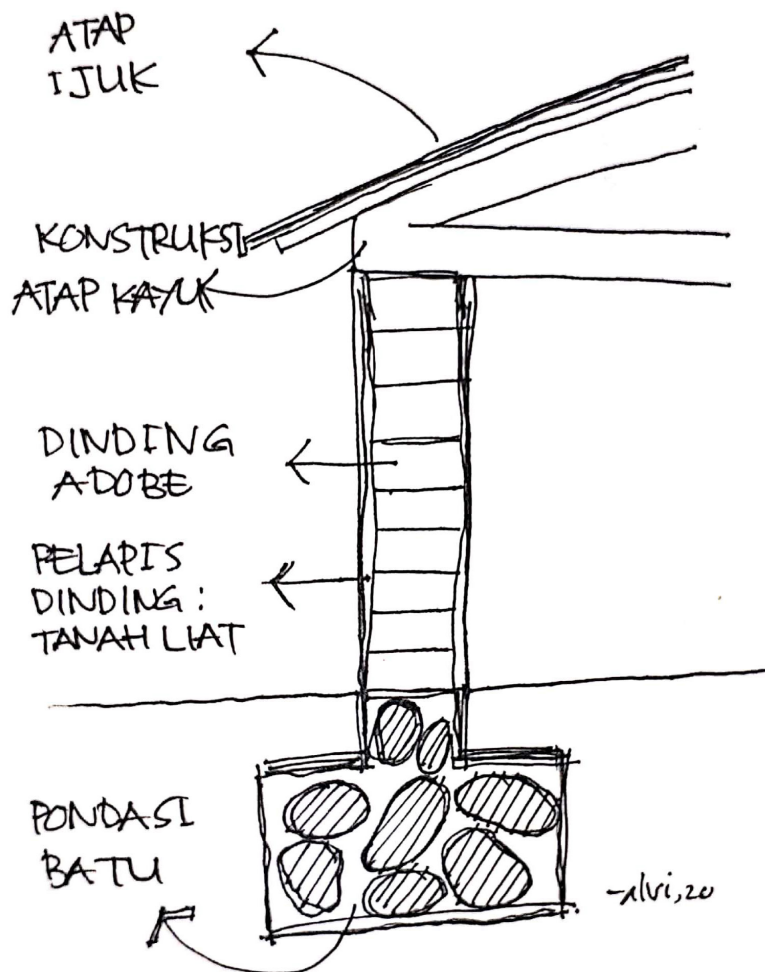 ATAP
IJUK
KONSTRUKSI
ATAP KAYU
DINDING
ADOBE
PELAPIS
DINDING :
TANAH LIAT
PONDASI
BATU
-alvi,20